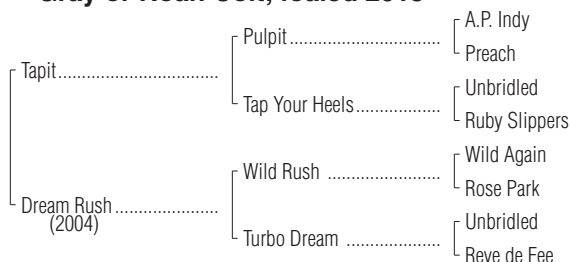 Gray or Roan Colt, foaled
A.P. Indy
Pulpit
Preach
Tapit
Unbridled
Tap Your Heels
Ruby Slippers
Wild Again
Wild Rush
Rose Park
Dream Rush
(2004)
Unbridled
Turbo Dream
Reve de Fee